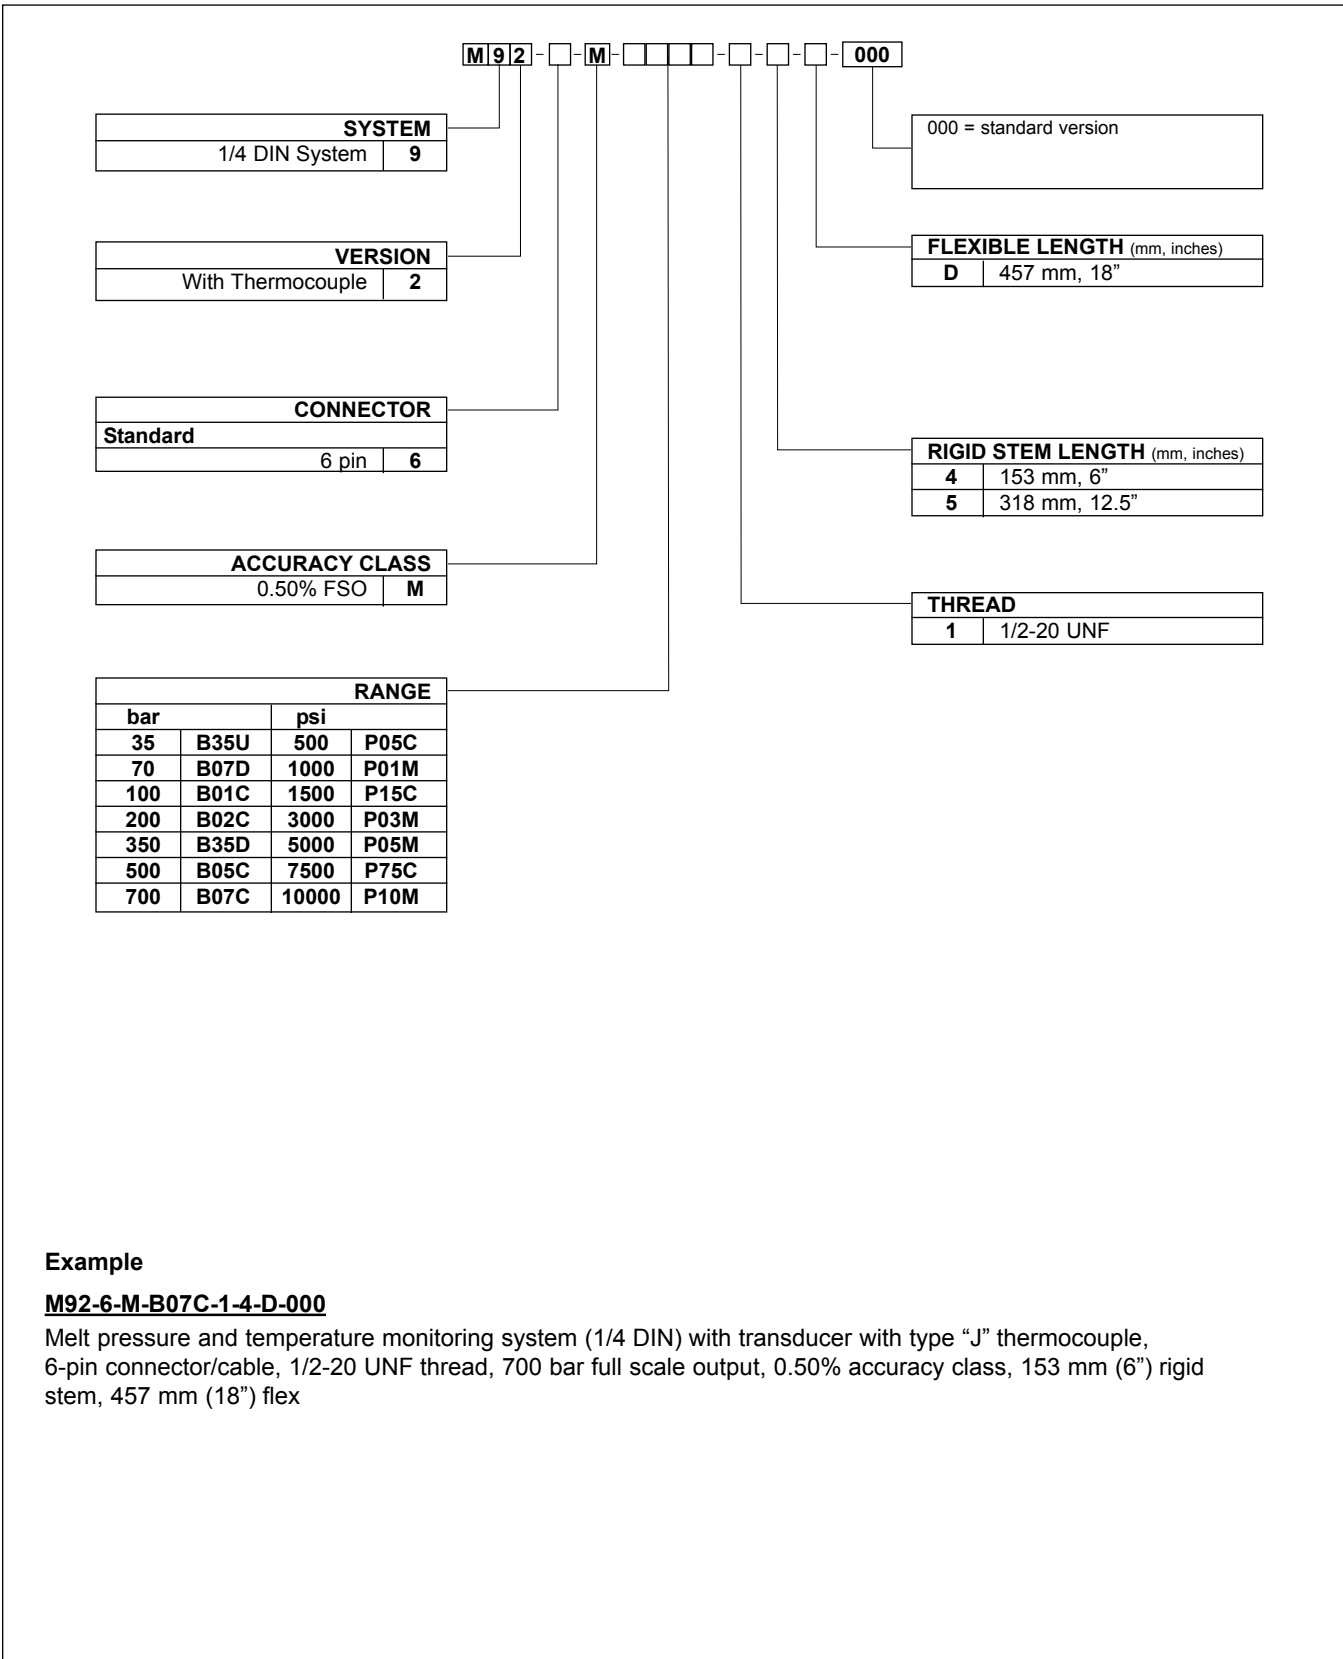 M 9 2 - - M - - - - - 000
SYSTEM
1/4 DIN System 9
VERSION
With Thermocouple 2
CONNECTOR
Standard
6 pin 6
ACCURACY CLASS
0.50% FSO M
RANGE
bar psi
35 B35U 500 P05C
70 B07D 1000 P01M
100 B01C 1500 P15C
200 B02C 3000 P03M
350 B35D 5000 P05M
500 B05C 7500 P75C
700 B07C 10000 P10M
000 = standard version
FLEXIBLE LENGTH (mm, inches)
D 457 mm, 18”
RIGID STEM LENGTH (mm, inches)
4 153 mm, 6”
5 318 mm, 12.5”
THREAD
1 1/2-20 UNF
Example
M92-6-M-B07C-1-4-D-000
Melt pressure and temperature monitoring system (1/4 DIN) with transducer with type “J” thermocouple,
6-pin connector/cable, 1/2-20 UNF thread, 700 bar full scale output, 0.50% accuracy class, 153 mm (6”) rigid
stem, 457 mm (18”) flex